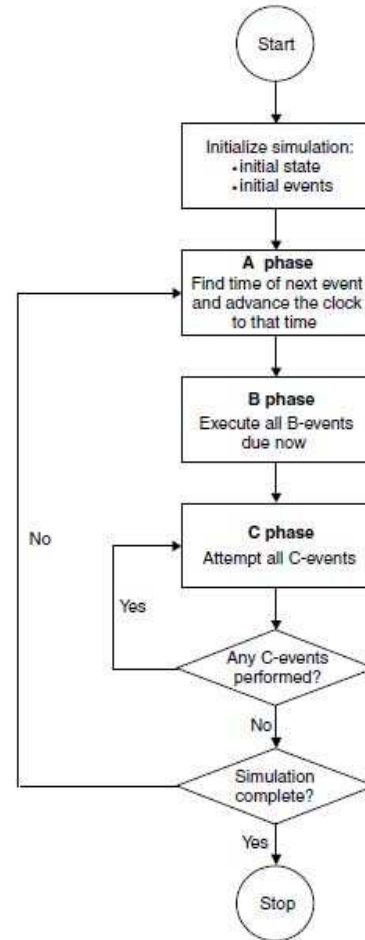 Start
Initialize simulation:
•initial state
•initial events
A phase
Find time of next event
and advance the clock
to that time
B phase
Execute all B-events
due now
C phase
Attempt all C-events
No
Yes
Any C-events
performed?
No
Simulation
complete?
Yes
Stop